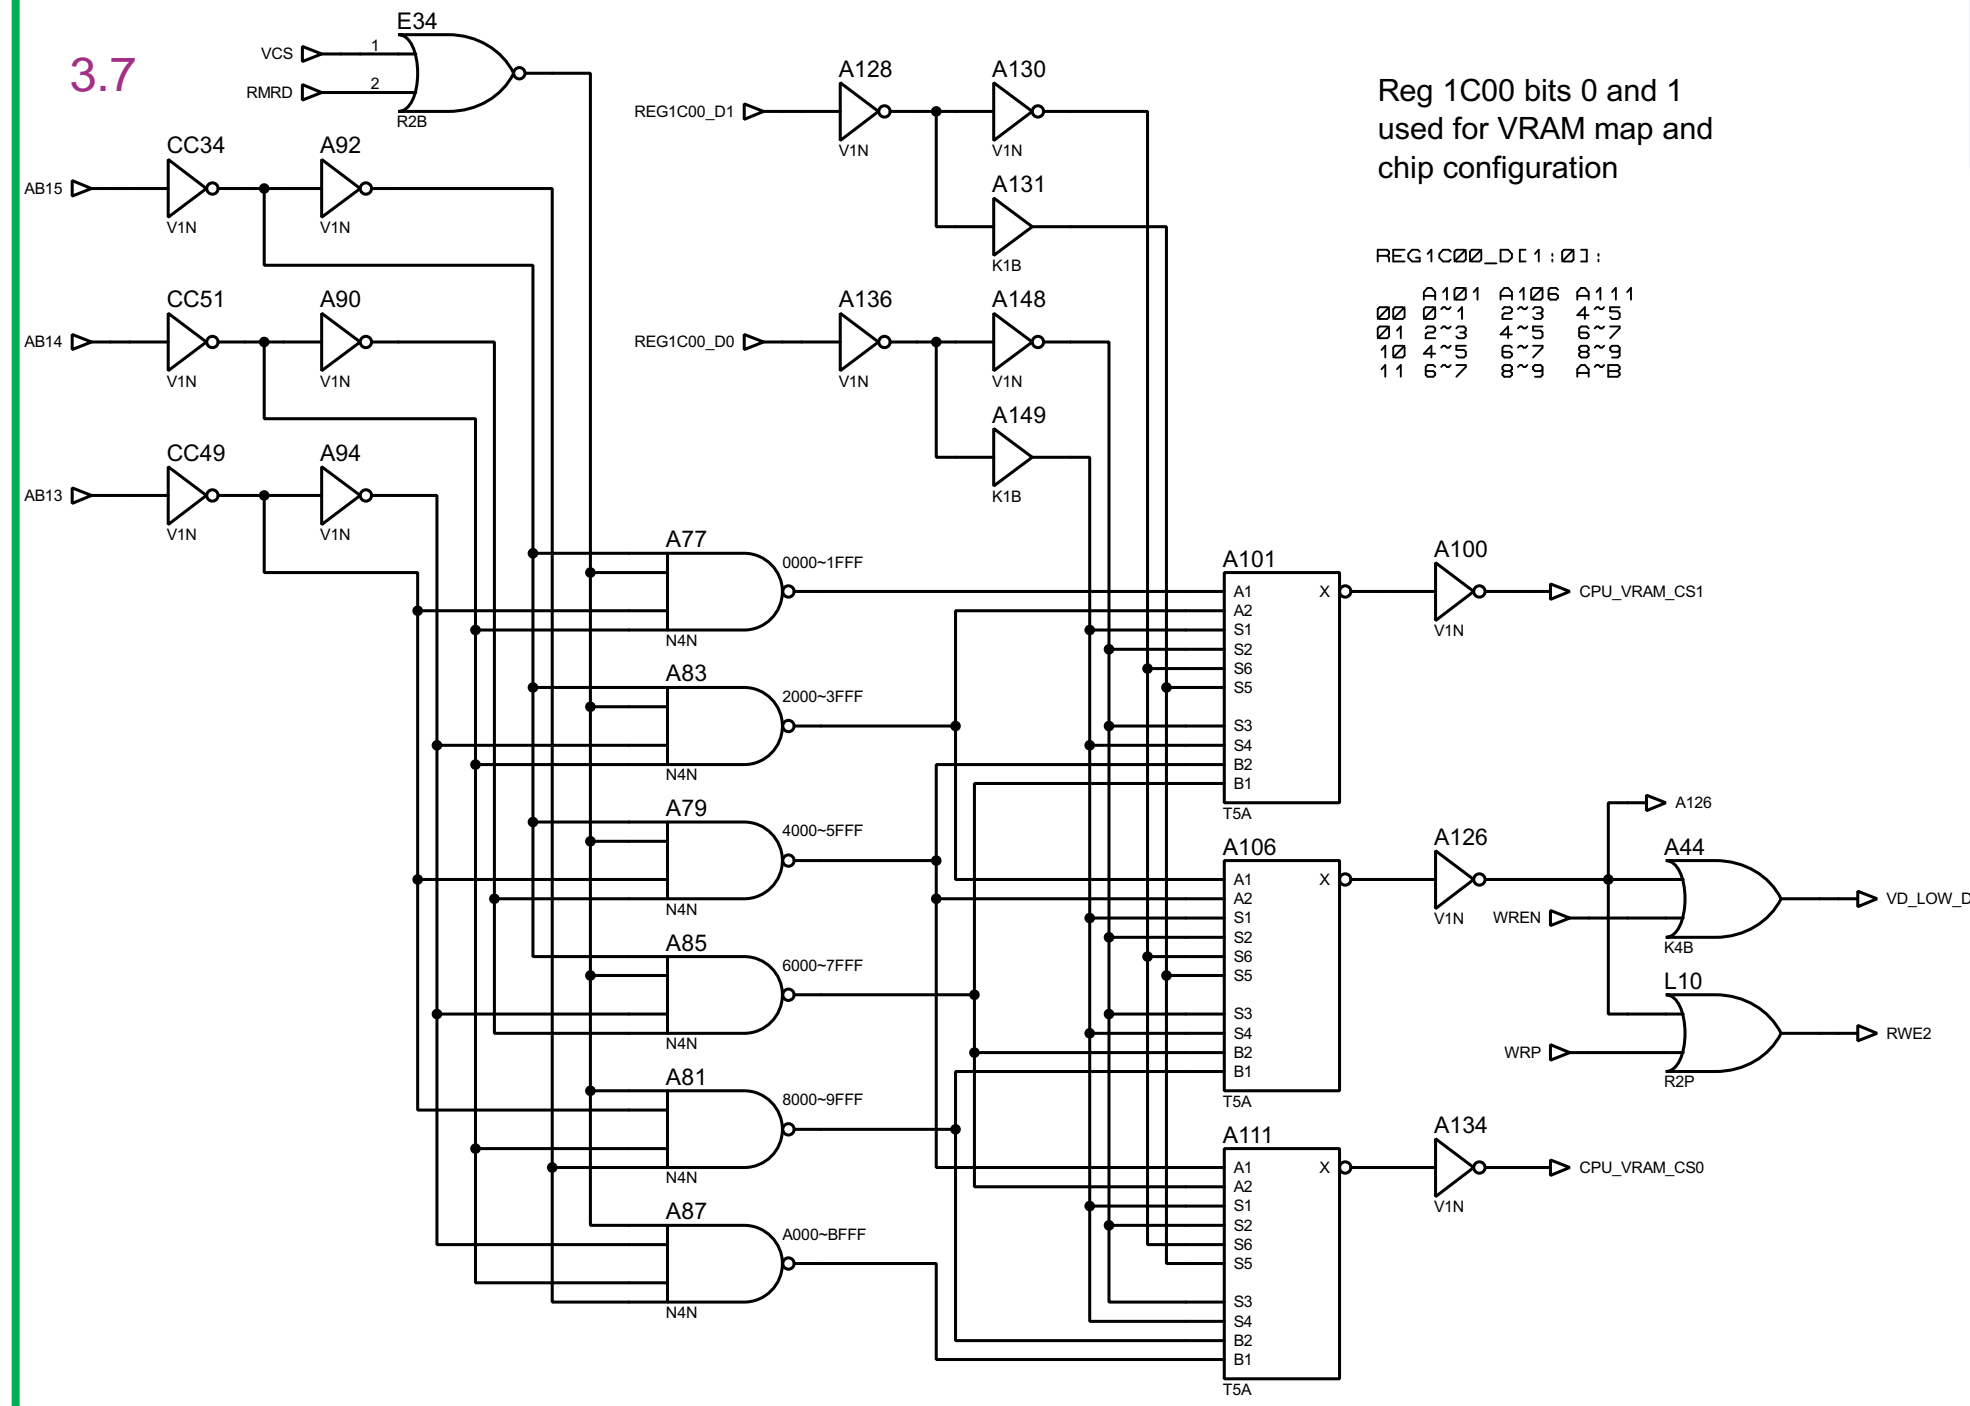 3.7
E34
VCS
1
RMRD
2
R2B
CC34
A92
AB15
V1N
V1N
CC51
A90
AB14
V1N
V1N
CC49
A94
AB13
V1N
V1N
A128
A130
REG1C00_D1
V1N
V1N
A131
K1B
A136
A148
REG1C00_D0
V1N
V1N
A149
K1B
Reg 1C00 bits 0 and 1
used for VRAM map and
chip configuration
REG1C00_D[1:0]:
A101 A106 A111
00 0~1 2~3 4~5
01 2~3 4~5 6~7
10 4~5 6~7 8~9
11 6~7 8~9 A~B
A77
0000~1FFF
N4N
A83
2000~3FFF
N4N
A79
4000~5FFF
N4N
A85
6000~7FFF
N4N
A81
8000~9FFF
N4N
A87
A000~BFFF
N4N
A101
A1 X
A2
S1
S2
S6
S5
S3
S4
B2
B1
T5A
A100
V1N
CPU_VRAM_CS1
A106
A1 X
A2
S1
S2
S6
S5
S3
S4
B2
B1
T5A
A126
V1N
A126
A44
WREN
K4B
VD_LOW_D
L10
WRP
R2P
RWE2
A111
A1 X
A2
S1
S2
S6
S5
S3
S4
B2
B1
T5A
A134
V1N
CPU_VRAM_CS0